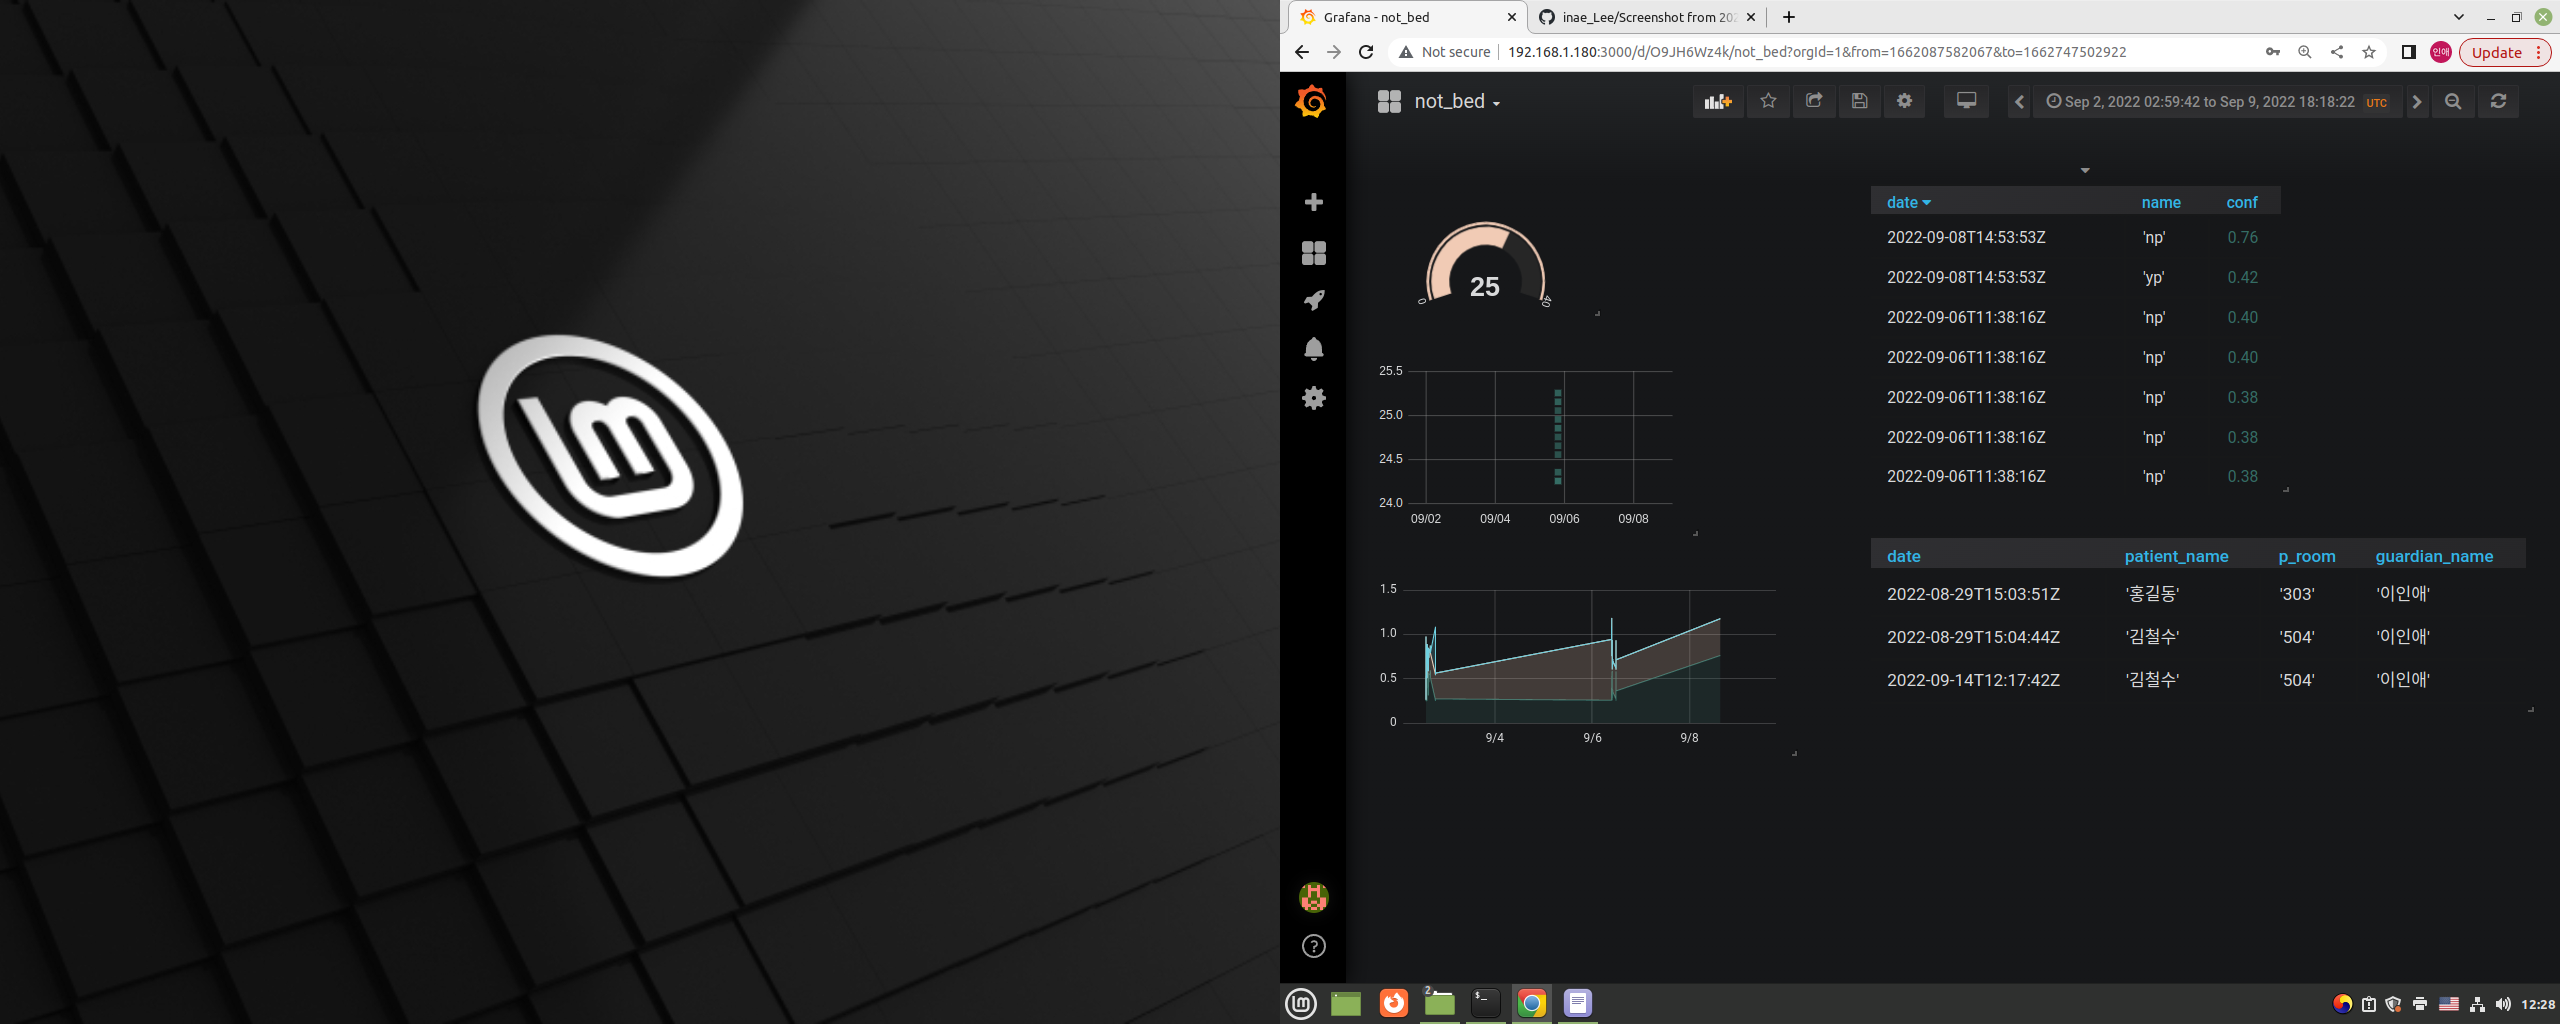 Grafana - not_bed
inae_Lee/Screenshot from 202
Not secure
192.168.1.180:3000/d/O9JH6Wz4k/not_bed?orgId=1&from=1662087582067&to=1662747502922
인애
Update
not_bed
Sep 2, 2022 02:59:42 to Sep 9, 2022 18:18:22 UTC
25
0
40
25.5
25.0
24.5
24.0
09/02 09/04 09/06 09/08
1.5
1.0
0.5
0
9/4 9/6 9/8
date name conf
2022-09-08T14:53:53Z 'np' 0.76
2022-09-08T14:53:53Z 'yp' 0.42
2022-09-06T11:38:16Z 'np' 0.40
2022-09-06T11:38:16Z 'np' 0.40
2022-09-06T11:38:16Z 'np' 0.38
2022-09-06T11:38:16Z 'np' 0.38
2022-09-06T11:38:16Z 'np' 0.38
date patient_name p_room guardian_name
2022-08-29T15:03:51Z '홍길동' '303' '이인애'
2022-08-29T15:04:44Z '김철수' '504' '이인애'
2022-09-14T12:17:42Z '김철수' '504' '이인애'
2
$_
12:28